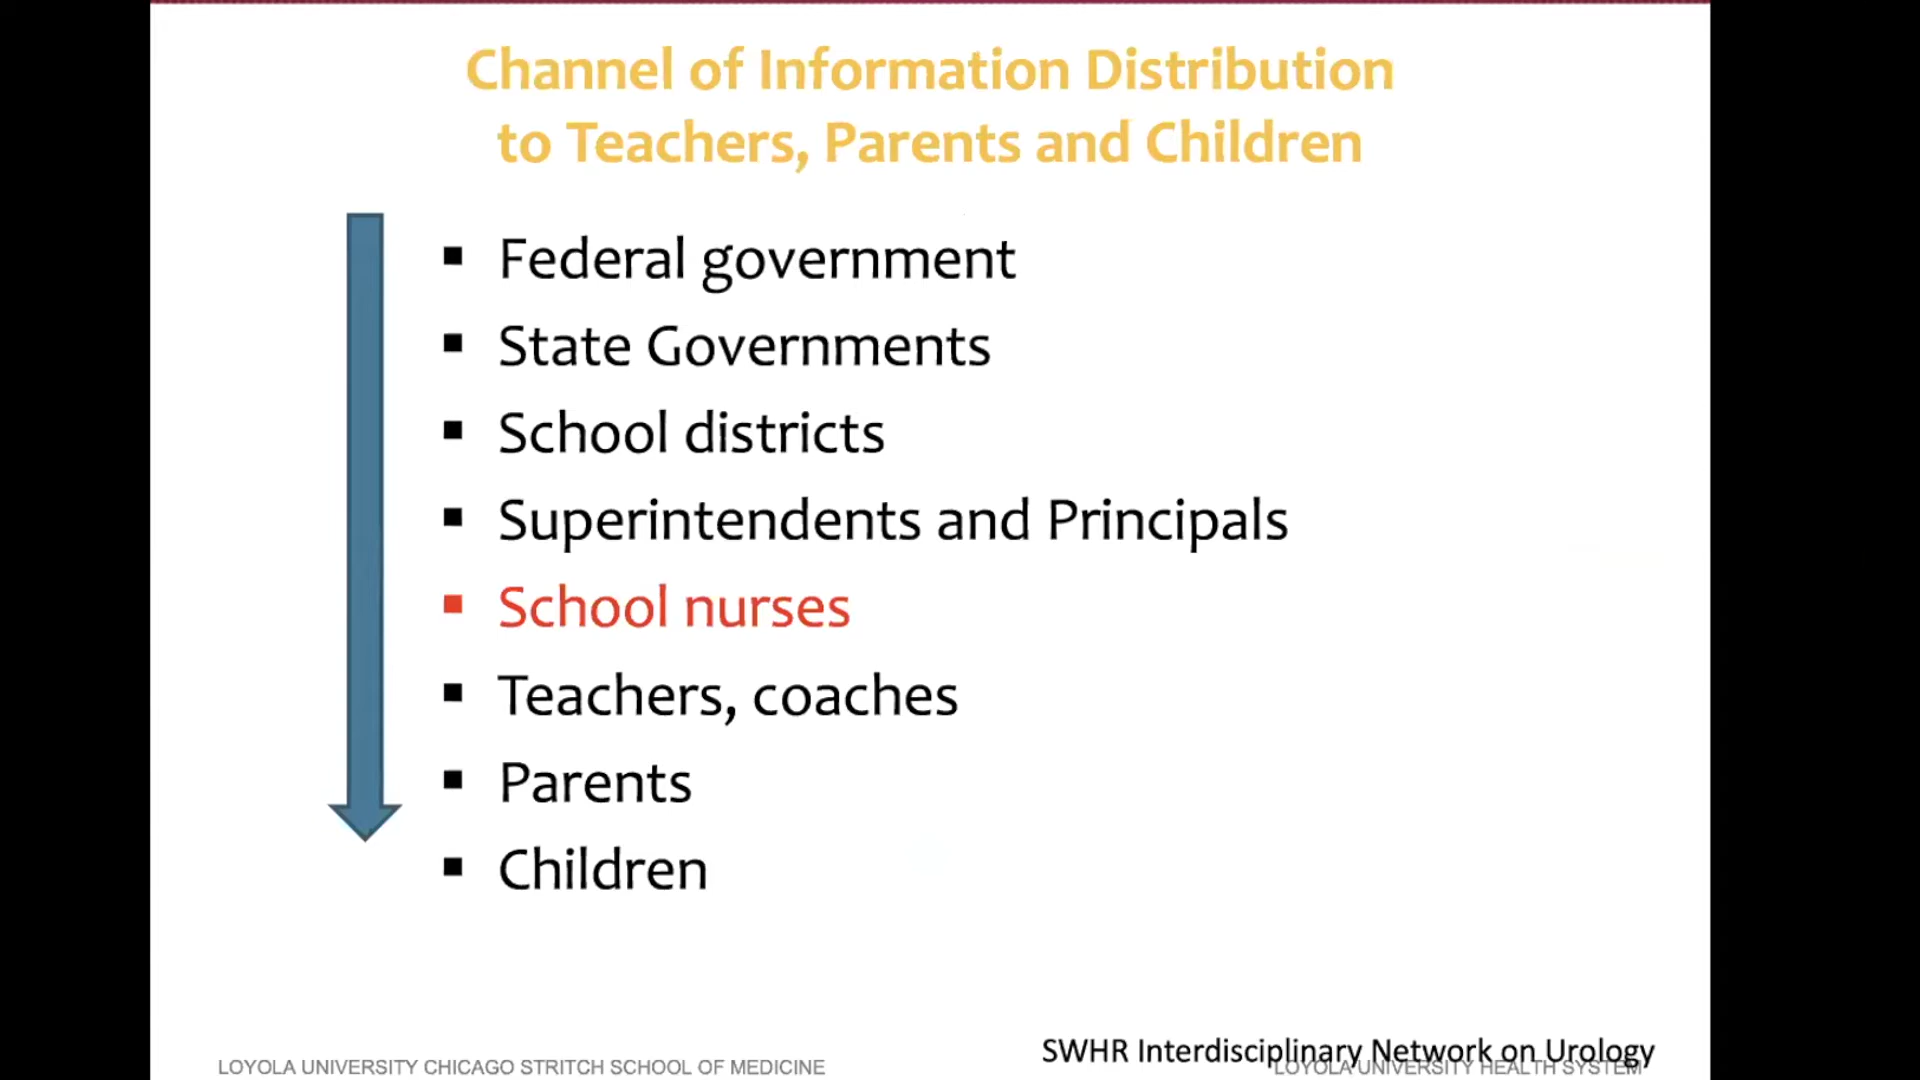 Channel of Information Distribution
to Teachers, Parents and Children
▪ Federal government
▪ State Governments
▪ School districts
▪ Superintendents and Principals
▪ School nurses
▪ Teachers, coaches
▪ Parents
▪ Children
SWHR Interdisciplinary Network on Urology
LOYOLA UNIVERSITY CHICAGO STRITCH SCHOOL OF MEDICINE
LOYOLA UNIVERSITY HEALTH SYSTEM